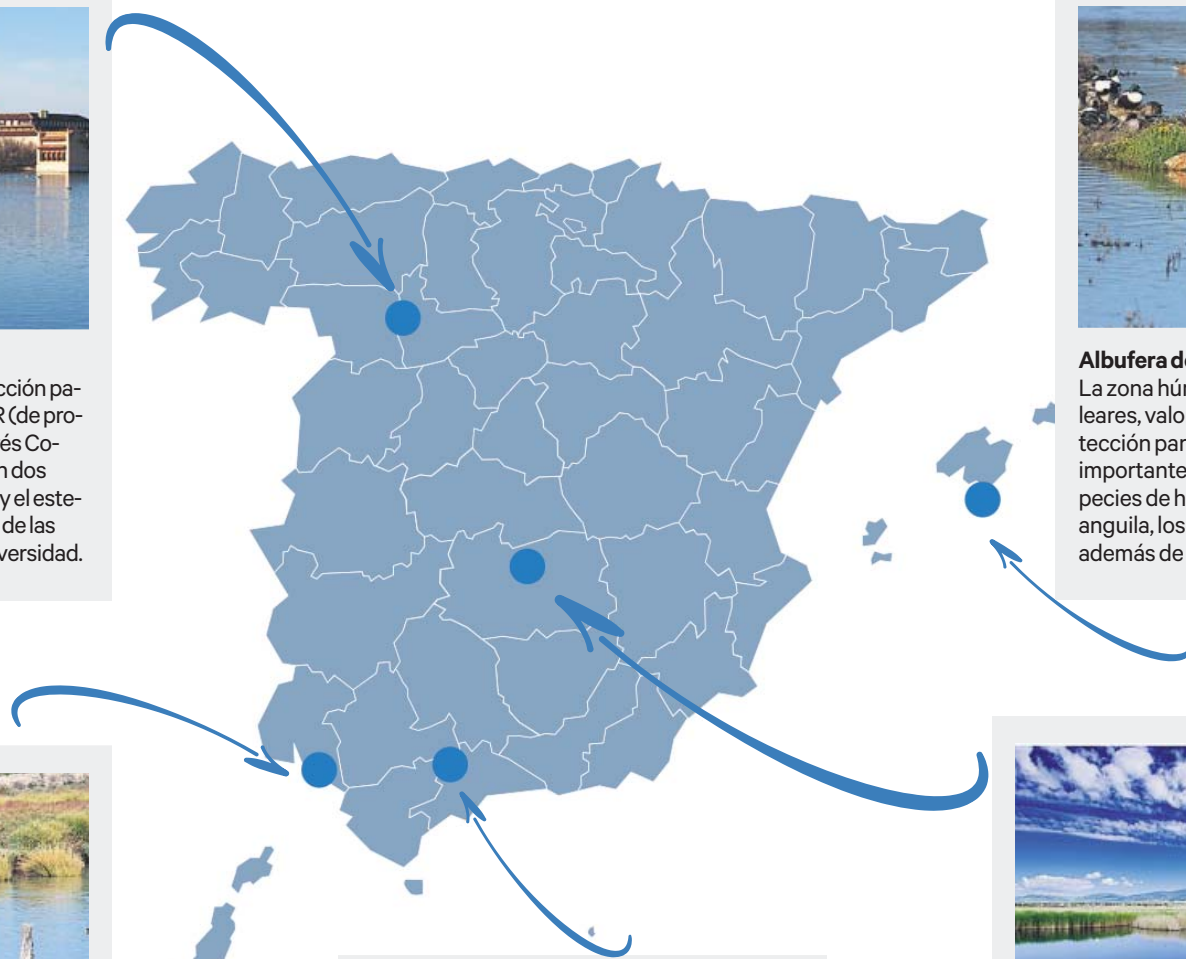 cción pa-
R (de pro-
és Co-
n dos
y el este-
de las
versidad.
Albufera de
La zona húr
leares, valo
tección par
importante
pecies de h
anguila, los
además de